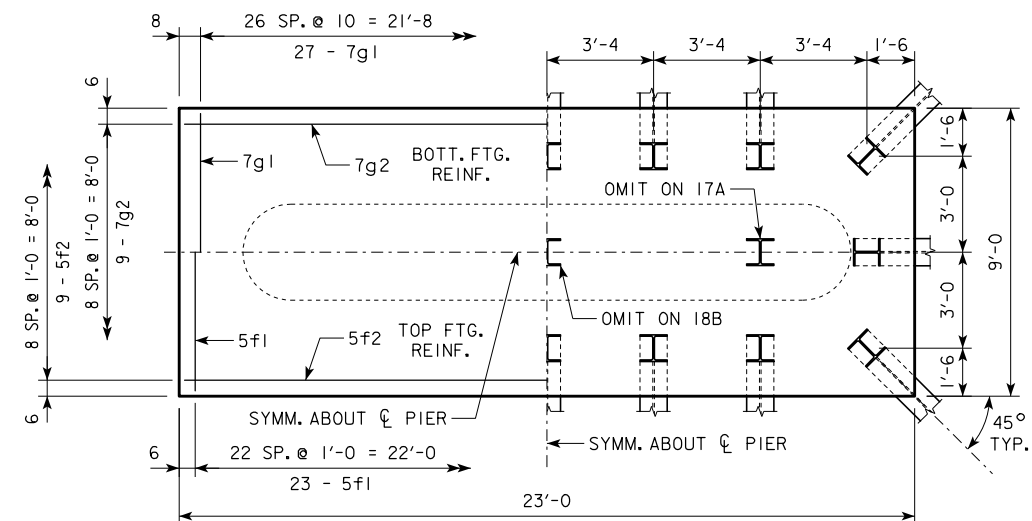 8
26 SP. @ 10 = 21'-8
27 - 7g1
3'-4
3'-4
3'-4
1'-6
6
7g1
7g2
BOTT. FTG.
REINF.
OMIT ON 17A
1'-6
3'-0
9'-0
3'-0
1'-6
8 SP. @ 1'-0 = 8'-0
9 - 5f2
8 SP. @ 1'-0 = 8'-0
9 - 7g2
OMIT ON 18B
5f1
5f2
TOP FTG.
REINF.
6
SYMM. ABOUT ℄ PIER
SYMM. ABOUT ℄ PIER
45°
TYP.
6
22 SP. @ 1'-0 = 22'-0
23 - 5f1
23'-0